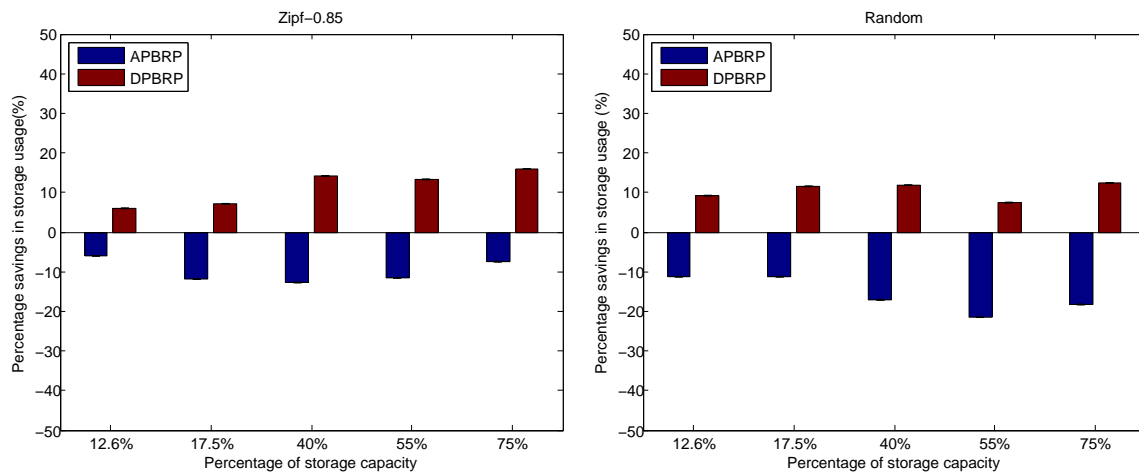 Zipf−0.85
50
40
30
20
10
0
−10
−20
−30
−40
−50
Percentage savings in storage usage(%)
APBRP
DPBRP
12.6% 17.5% 40% 55% 75%
Percentage of storage capacity
Random
50
40
30
20
10
0
−10
−20
−30
−40
−50
Percentage savings in storage usage (%)
APBRP
DPBRP
12.6% 17.5% 40% 55% 75%
Percentage of storage capacity